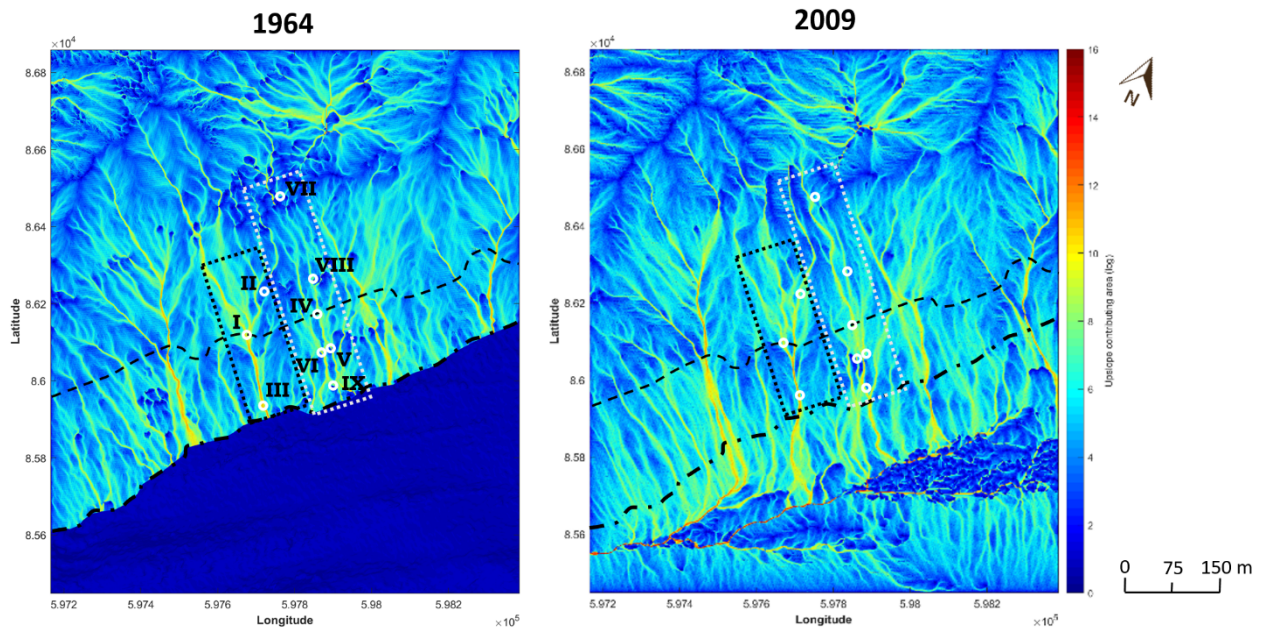 1964
2009
×10⁴
8.68
8.66
8.64
8.62
8.6
8.58
8.56
Latitude
VII
VIII
II
IV
I
V
VI
IX
III
5.972
5.974
5.976
5.978
5.98
5.982
Longitude
×10⁵
×10⁴
8.68
8.66
8.64
8.62
8.6
8.58
8.56
Latitude
5.972
5.974
5.976
5.978
5.98
5.982
Longitude
×10⁵
16
14
12
10
8
6
4
2
0
Upslope contributing area (log)
N
0 75 150 m